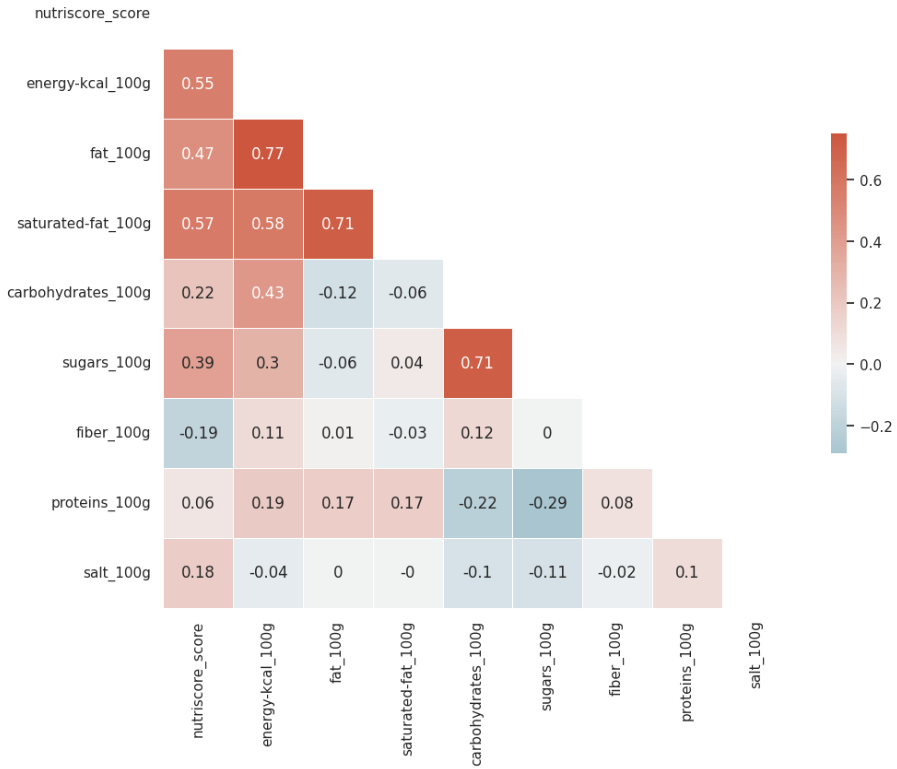 nutriscore_score
energy-kcal_100g 0.55
fat_100g 0.47 0.77
0.6
saturated-fat_100g 0.57 0.58 0.71
0.4
carbohydrates_100g 0.22 0.43 -0.12 -0.06
0.2
sugars_100g 0.39 0.3 -0.06 0.04 0.71
0.0
fiber_100g -0.19 0.11 0.01 -0.03 0.12 0
−0.2
proteins_100g 0.06 0.19 0.17 0.17 -0.22 -0.29 0.08
salt_100g 0.18 -0.04 0 -0 -0.1 -0.11 -0.02 0.1
nutriscore_score
energy-kcal_100g
fat_100g
saturated-fat_100g
carbohydrates_100g
sugars_100g
fiber_100g
proteins_100g
salt_100g